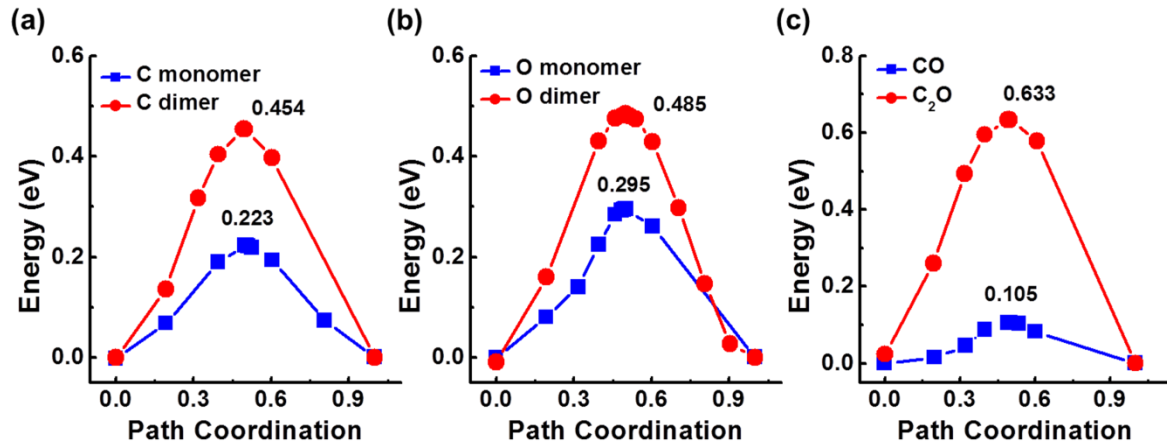 (a)
C monomer
C dimer
0.454
0.223
0.6
0.4
0.2
0.0
Energy (eV)
0.0 0.3 0.6 0.9
Path Coordination
(b)
O monomer
O dimer
0.485
0.295
0.6
0.4
0.2
0.0
Energy (eV)
0.0 0.3 0.6 0.9
Path Coordination
(c)
CO
C₂O
0.633
0.105
0.8
0.6
0.4
0.2
0.0
Energy (eV)
0.0 0.3 0.6 0.9
Path Coordination